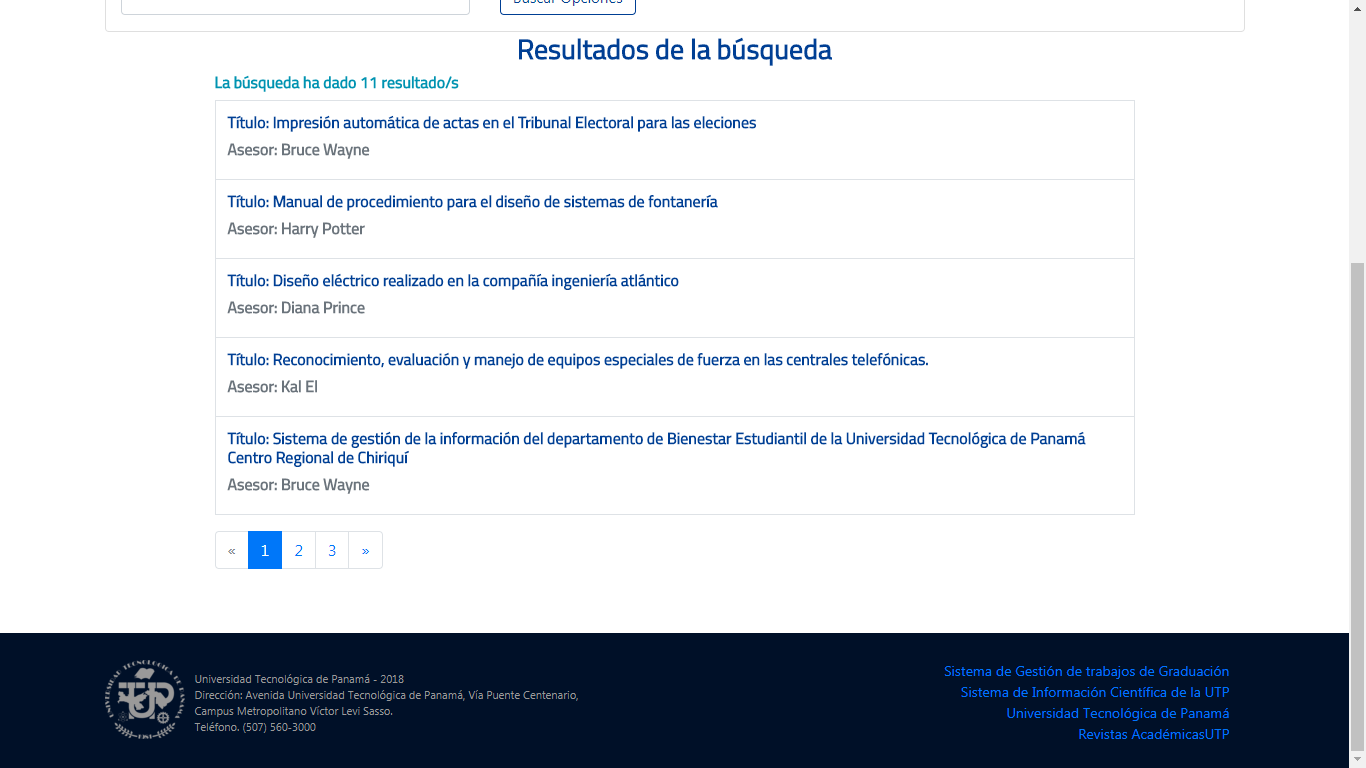 Buscar Opciones
Resultados de la búsqueda
La búsqueda ha dado 11 resultado/s
Título: Impresión automática de actas en el Tribunal Electoral para las eleciones
Asesor: Bruce Wayne
Título: Manual de procedimiento para el diseño de sistemas de fontanería
Asesor: Harry Potter
Título: Diseño eléctrico realizado en la compañía ingeniería atlántico
Asesor: Diana Prince
Título: Reconocimiento, evaluación y manejo de equipos especiales de fuerza en las centrales telefónicas.
Asesor: Kal El
Título: Sistema de gestión de la información del departamento de Bienestar Estudiantil de la Universidad Tecnológica de Panamá
Centro Regional de Chiriquí
Asesor: Bruce Wayne
« 1 2 3 »
Universidad Tecnológica de Panamá - 2018
Dirección: Avenida Universidad Tecnológica de Panamá, Vía Puente Centenario,
Campus Metropolitano Víctor Levi Sasso.
Teléfono. (507) 560-3000
Sistema de Gestión de trabajos de Graduación
Sistema de Información Científica de la UTP
Universidad Tecnológica de Panamá
Revistas AcadémicasUTP